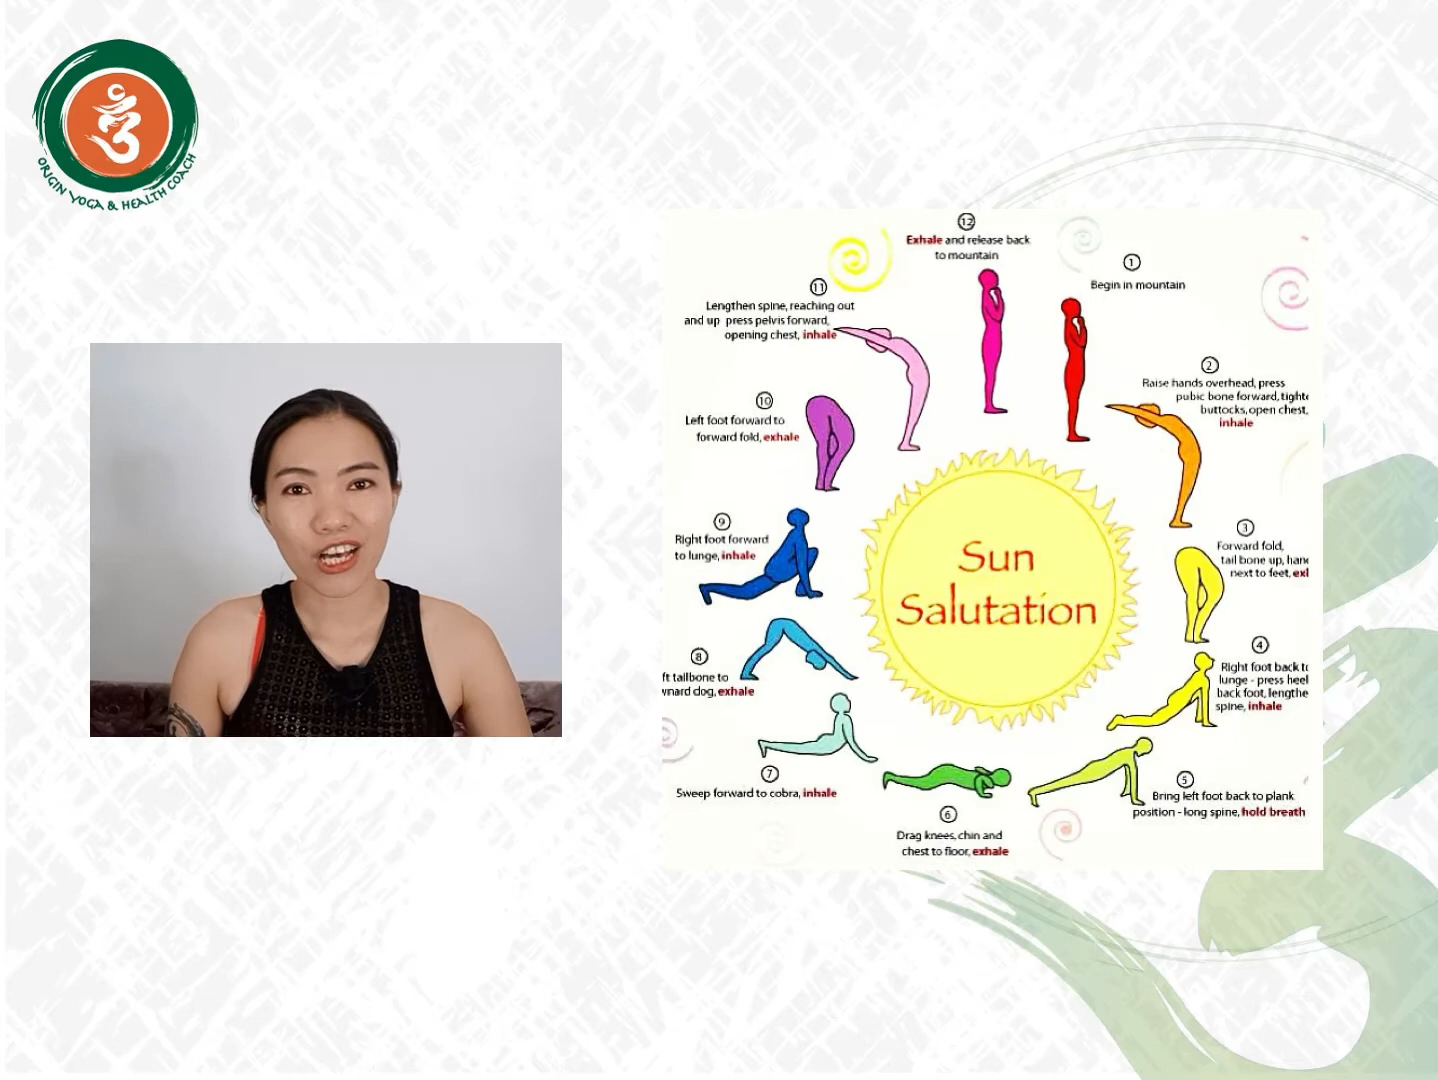 ORIGIN YOGA & HEALTH COACH
12
Exhale and release back
to mountain
1
Begin in mountain
2
Raise hands overhead, press
pubic bone forward, tighte
buttocks, open chest,
inhale
3
Forward fold,
tail bone up, hand
next to feet, exl
4
Right foot back to
lunge - press heel
back foot, lengthe
spine, inhale
5
Bring left foot back to plank
position - long spine, hold breath
6
Drag knees, chin and
chest to floor, exhale
7
Sweep forward to cobra, inhale
8
ft tailbone to
wnard dog, exhale
9
Right foot forward
to lunge, inhale
10
Left foot forward to
forward fold, exhale
11
Lengthen spine, reaching out
and up press pelvis forward,
opening chest, inhale
Sun
Salutation